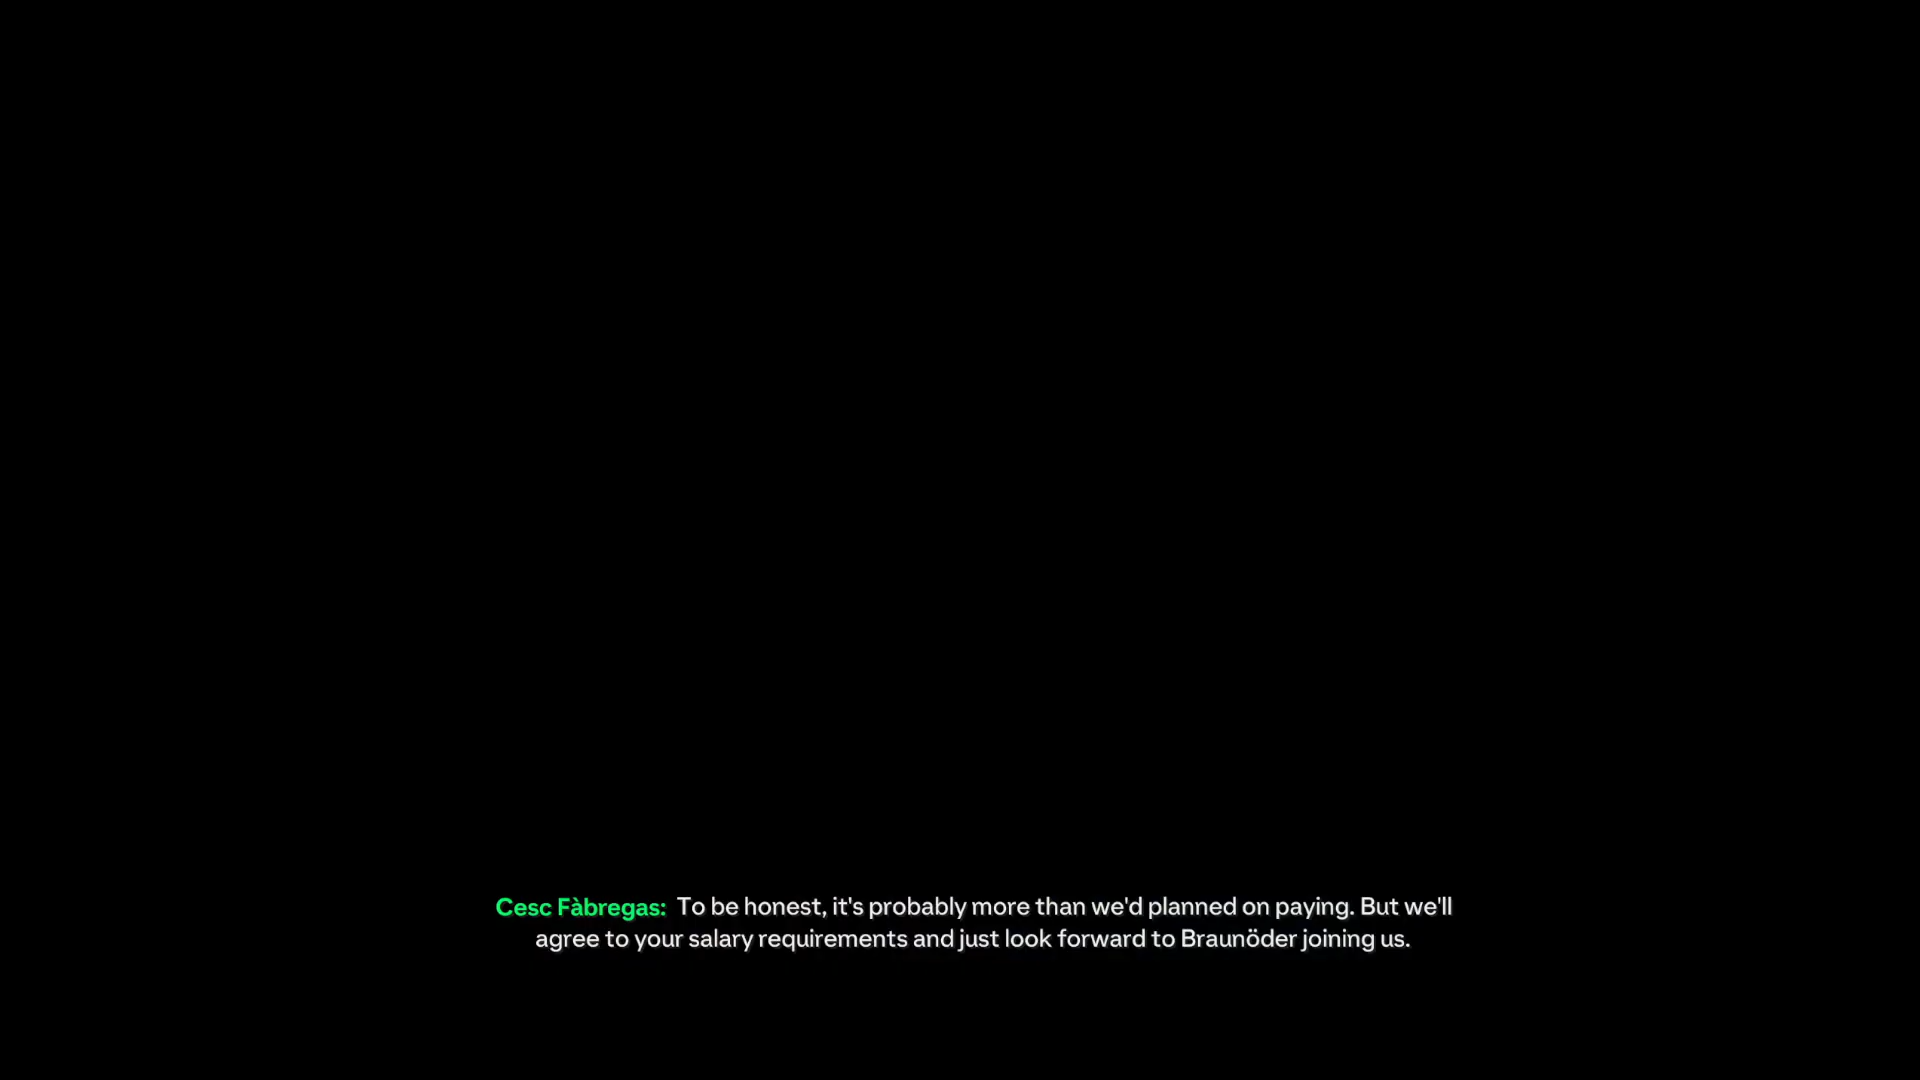 Cesc Fàbregas: To be honest, it's probably more than we'd planned on paying. But we'll
agree to your salary requirements and just look forward to Braunöder joining us.